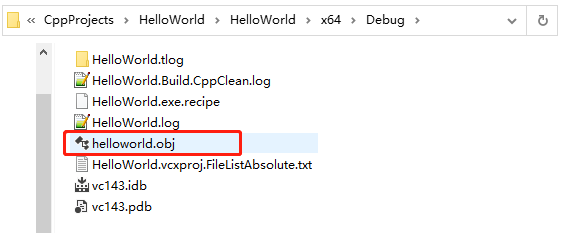 CppProjects > HelloWorld > HelloWorld > x64 > Debug >
HelloWorld.tlog
HelloWorld.Build.CppClean.log
HelloWorld.exe.recipe
HelloWorld.log
helloworld.obj
HelloWorld.vcxproj.FileListAbsolute.txt
vc143.idb
vc143.pdb